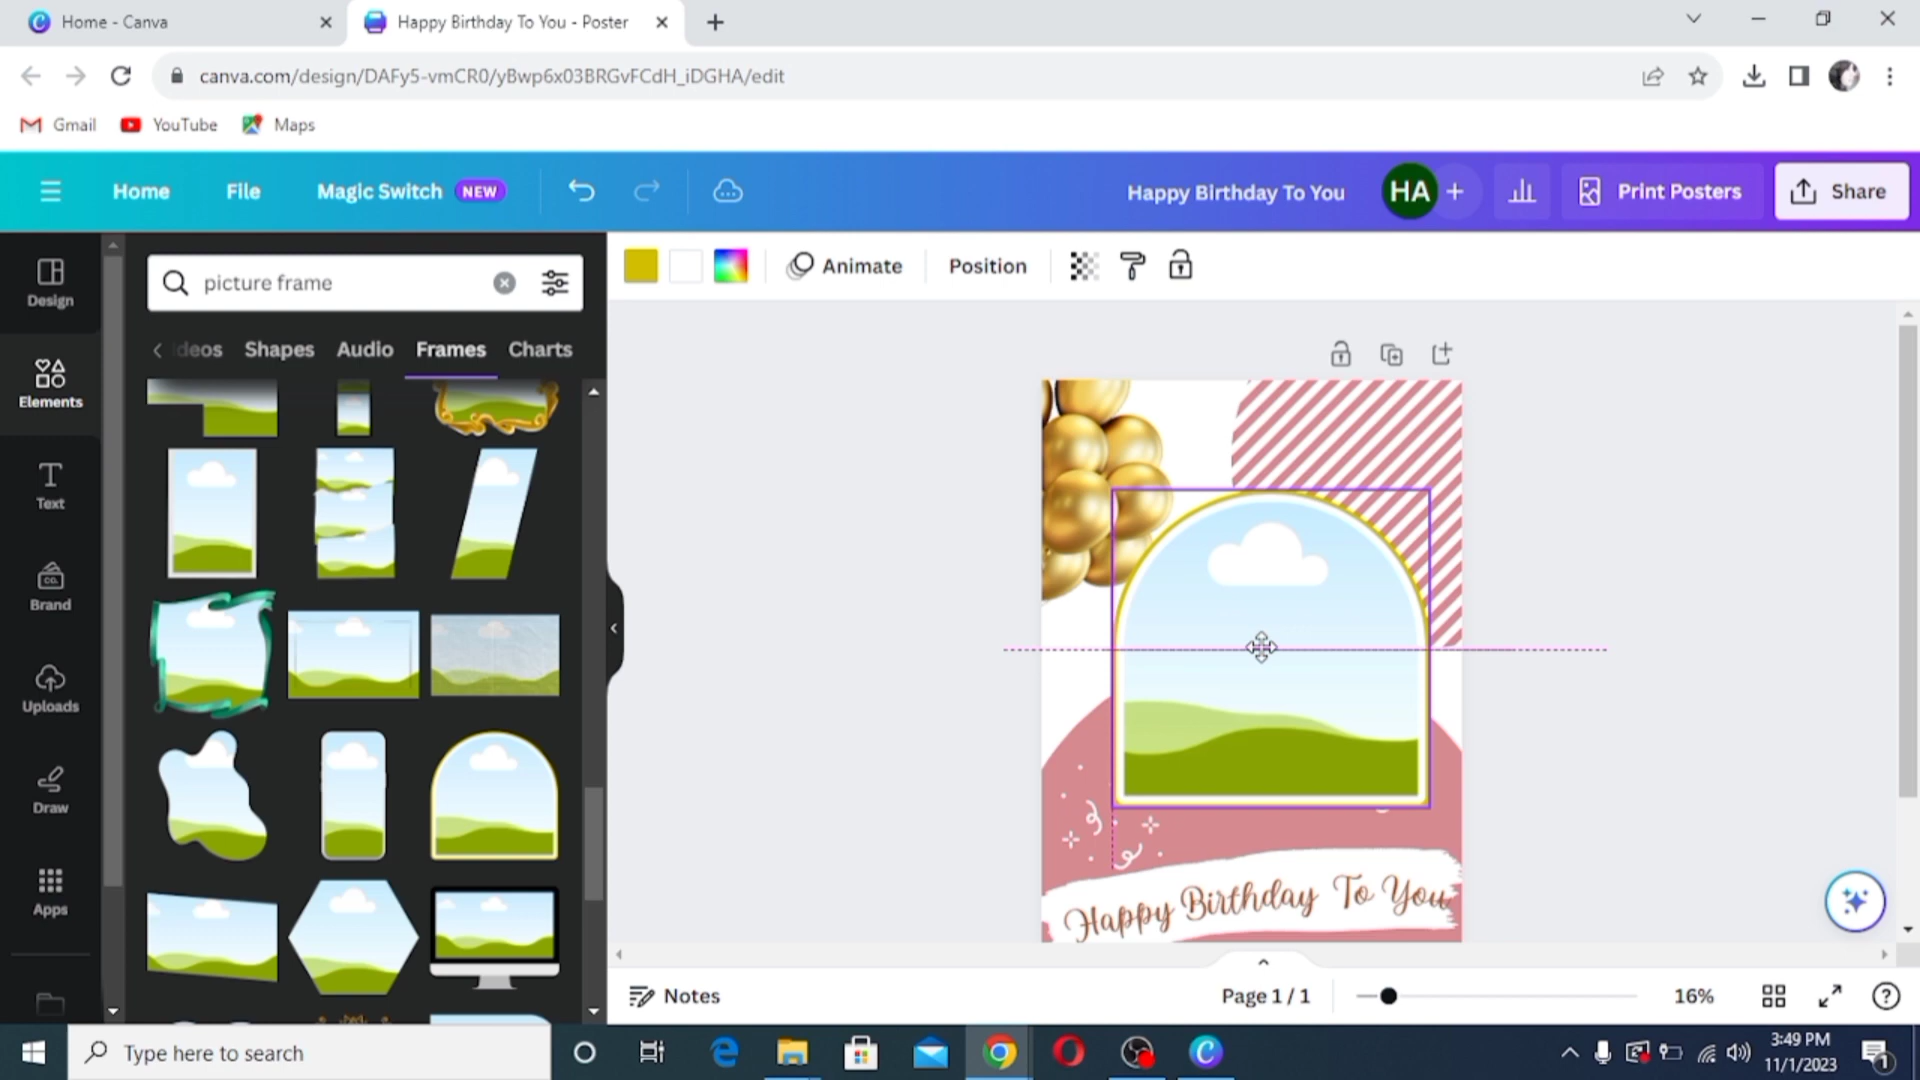 Home - Canva
Happy Birthday To You - Poster
canva.com/design/DAFy5-vmCR0/yBwp6x03BRGvFCdH_iDGHA/edit
Gmail
YouTube
Maps
Home
File
Magic Switch
NEW
Happy Birthday To You
HA
Print Posters
Share
Design
picture frame
Animate
Position
deos
Shapes
Audio
Frames
Charts
Elements
Text
CO.
Brand
Uploads
Draw
Apps
Happy Birthday To You
Notes
Page 1 / 1
16%
Type here to search
3:49 PM
11/1/2023
1